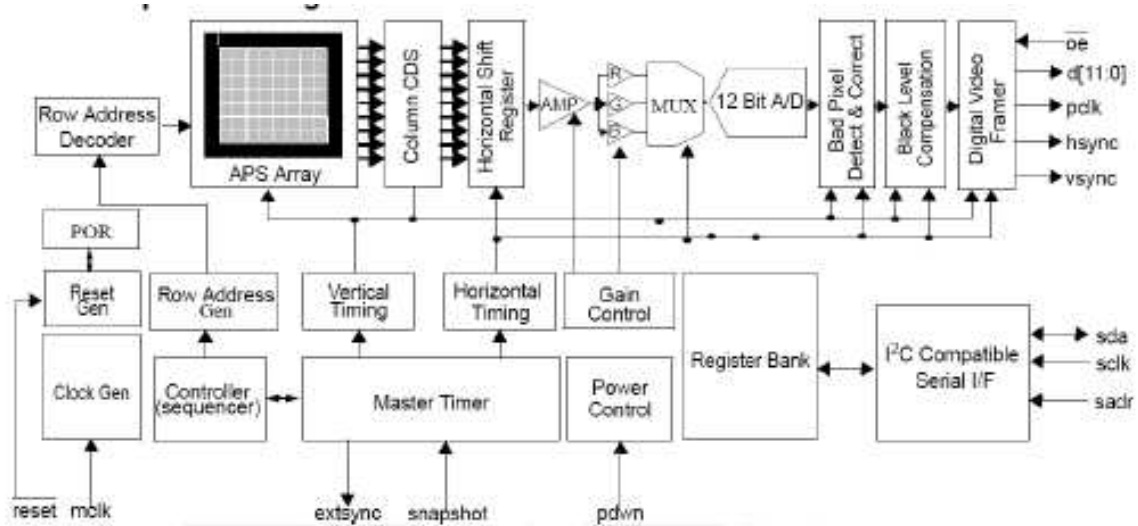 Row Address
Decoder
APS Array
Column CDS
Horizontal Shift
Register
AMP
R
G
MUX
12 Bit A/D
Bad Pixel
Detect & Correct
Black Level
Compensation
Digital Video
Framer
oe
d[11:0]
pclk
hsync
vsync
POR
Reset
Gen
Row Address
Gen
Vertical
Timing
Horizontal
Timing
Gain
Control
Clock Gen
Controller
(sequencer)
Master Timer
Power
Control
Register Bank
I²C Compatible
Serial I/F
sda
sclk
sadr
reset
mclk
extsync
snapshot
pdwn